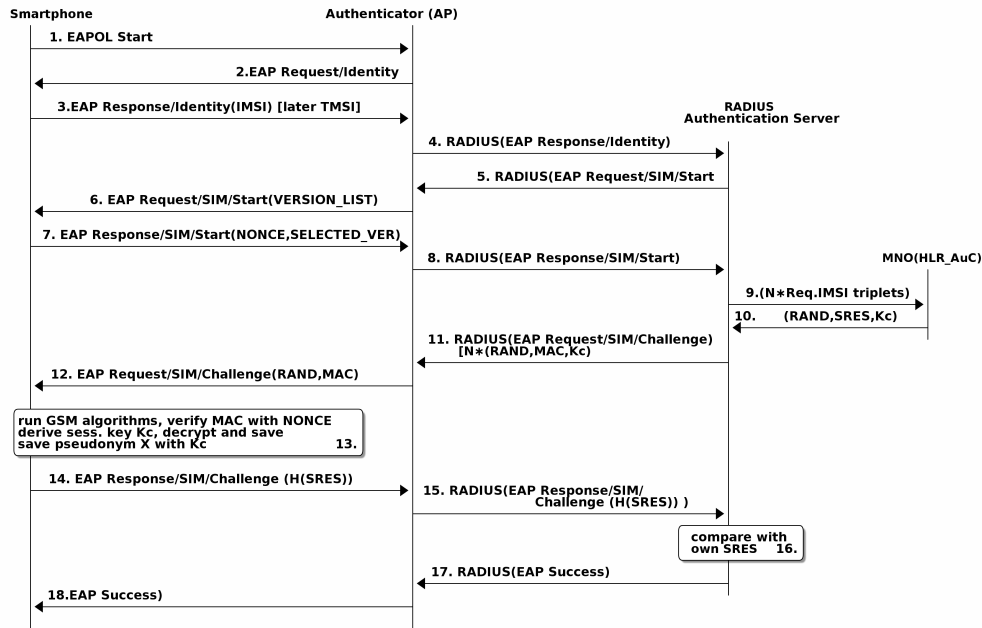 Smartphone
Authenticator (AP)
1. EAPOL Start
2.EAP Request/Identity
3.EAP Response/Identity(IMSI) [later TMSI]
RADIUS
Authentication Server
4. RADIUS(EAP Response/Identity)
5. RADIUS(EAP Request/SIM/Start
6. EAP Request/SIM/Start(VERSION_LIST)
7. EAP Response/SIM/Start(NONCE,SELECTED_VER)
8. RADIUS(EAP Response/SIM/Start)
MNO(HLR_AuC)
9.(N∗Req.IMSI triplets)
10. (RAND,SRES,Kc)
11. RADIUS(EAP Request/SIM/Challenge)
[N∗(RAND,MAC,Kc)
12. EAP Request/SIM/Challenge(RAND,MAC)
run GSM algorithms, verify MAC with NONCE
derive sess. key Kc, decrypt and save
save pseudonym X with Kc 13.
14. EAP Response/SIM/Challenge (H(SRES))
15. RADIUS(EAP Response/SIM/
Challenge (H(SRES)) )
compare with
own SRES 16.
17. RADIUS(EAP Success)
18.EAP Success)